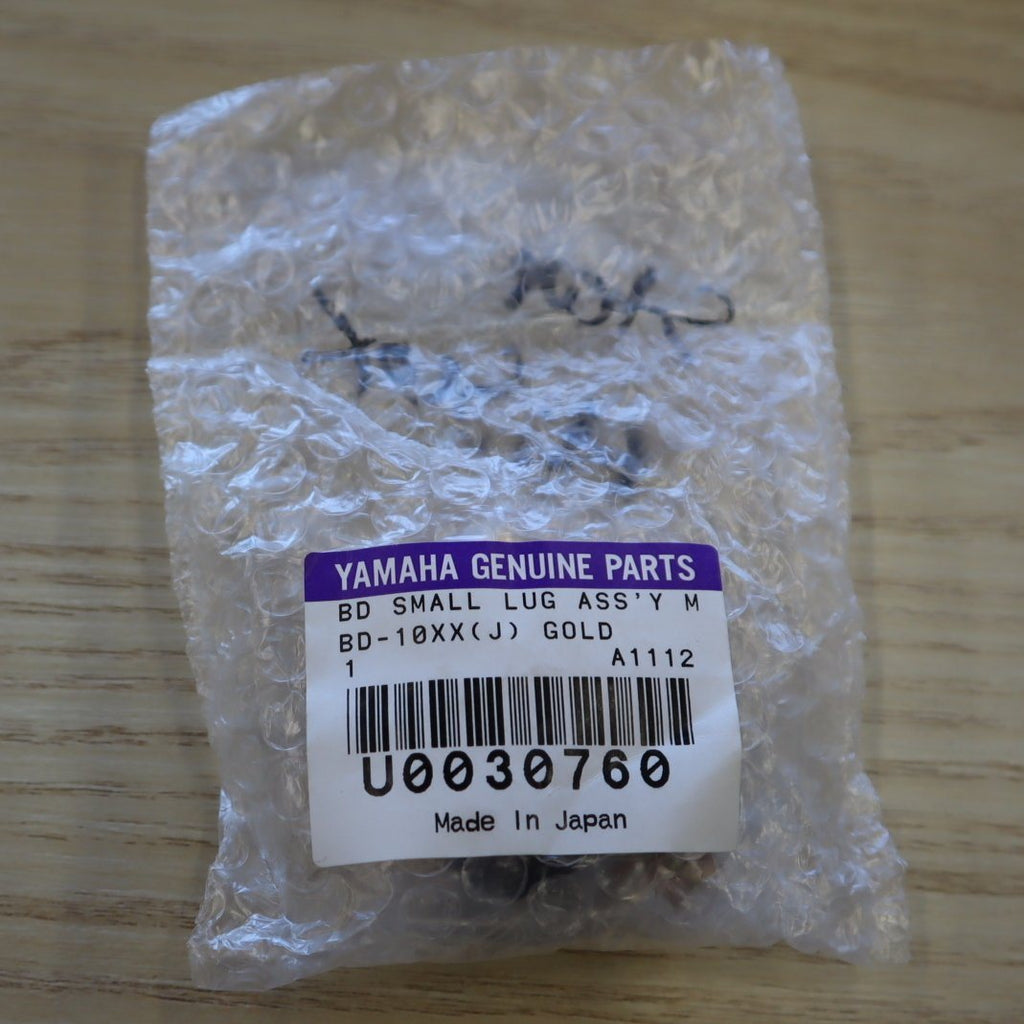 YAMAHA GENUINE PARTS
BD SMALL LUG ASS'Y M
BD-10XX(J) GOLD
1 A1112
U0030760
Made In Japan